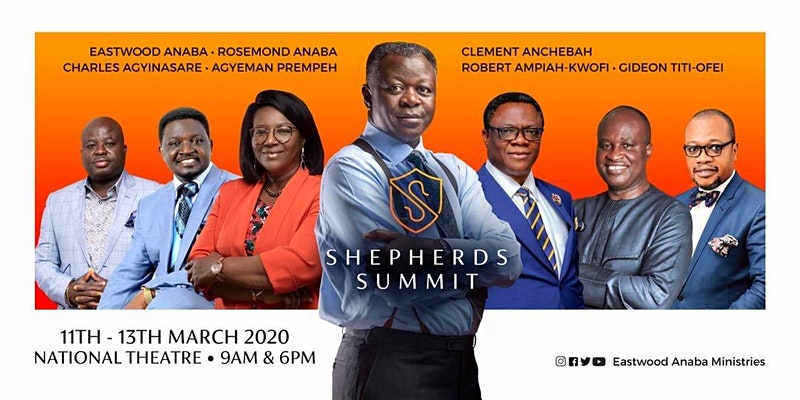 EASTWOOD ANABA • ROSEMOND ANABA
CHARLES AGYINASARE • AGYEMAN PREMPEH
CLEMENT ANCHEBAH
ROBERT AMPIAH-KWOFI • GIDEON TITI-OFEI
S
SHEPHERDS
SUMMIT
11TH - 13TH MARCH 2020
NATIONAL THEATRE • 9AM & 6PM
Eastwood Anaba Ministries